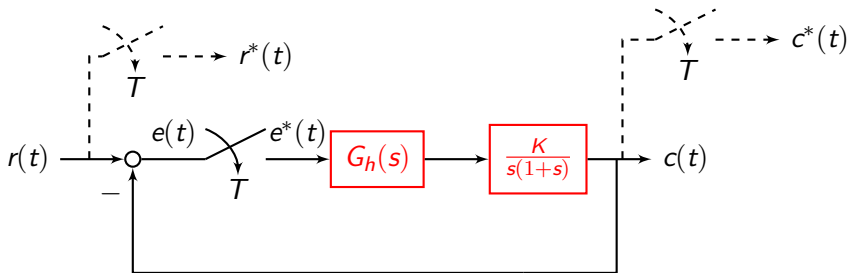 T
r*(t)
T
c*(t)
r(t)
e(t)
T
e*(t)
G_h(s)
K
s(1+s)
c(t)
−